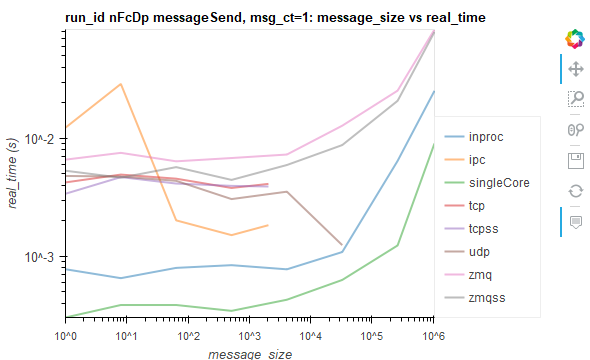 run_id nFcDp messageSend, msg_ct=1: message_size vs real_time
real_time (s)
10^-2
10^-3
10^0
10^1
10^2
10^3
10^4
10^5
10^6
message_size
inproc
ipc
singleCore
tcp
tcpss
udp
zmq
zmqss